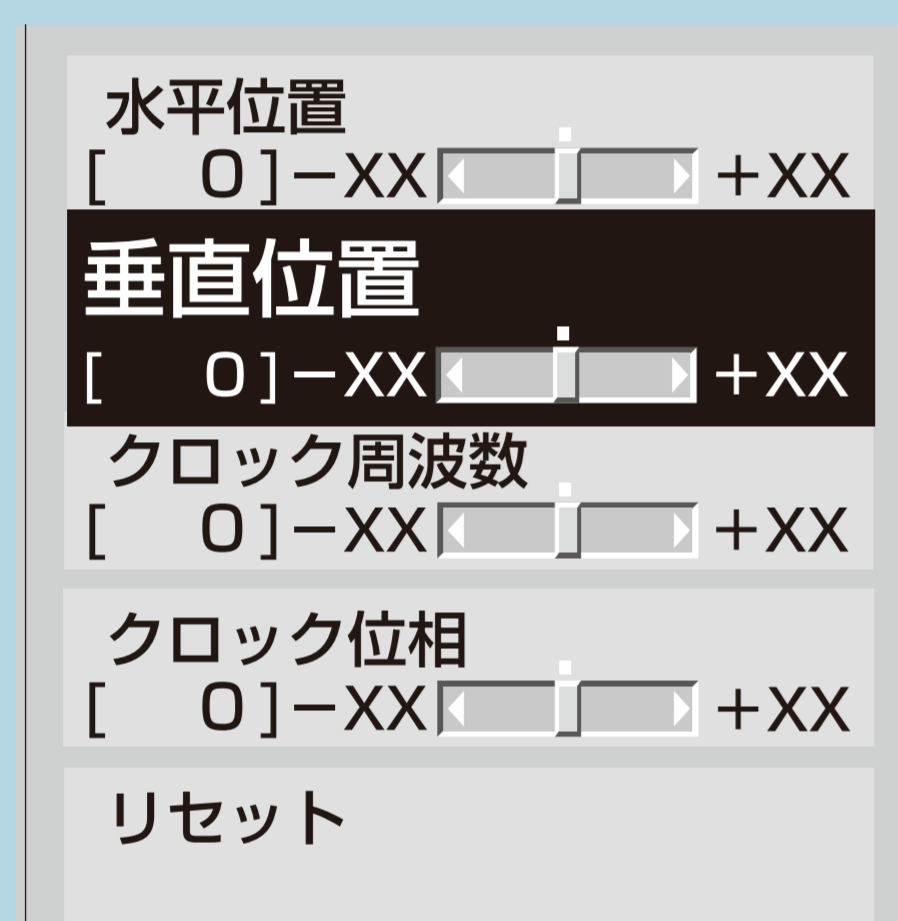 水平位置
[ 0]−XX +XX
垂直位置
[ 0]−XX +XX
クロック周波数
[ 0]−XX +XX
クロック位相
[ 0]−XX +XX
リセット